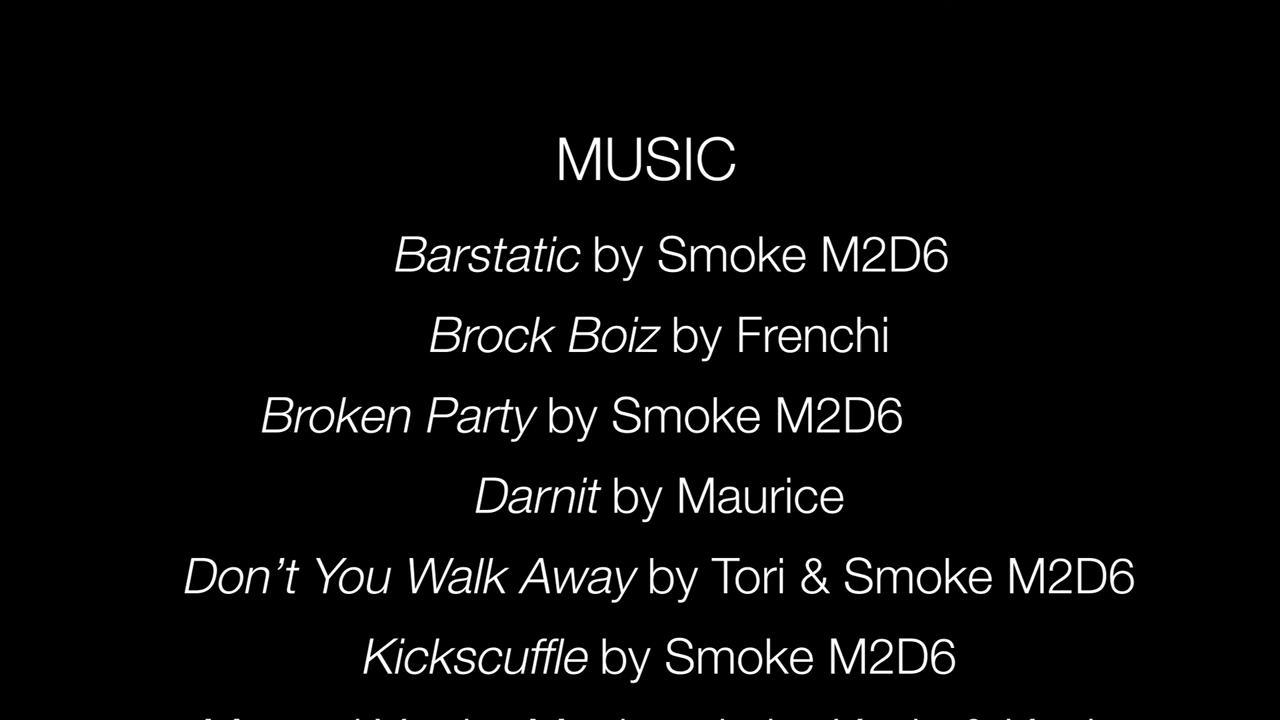 MUSIC
Barstatic by Smoke M2D6
Brock Boiz by Frenchi
Broken Party by Smoke M2D6
Darnit by Maurice
Don’t You Walk Away by Tori & Smoke M2D6
Kickscuffle by Smoke M2D6